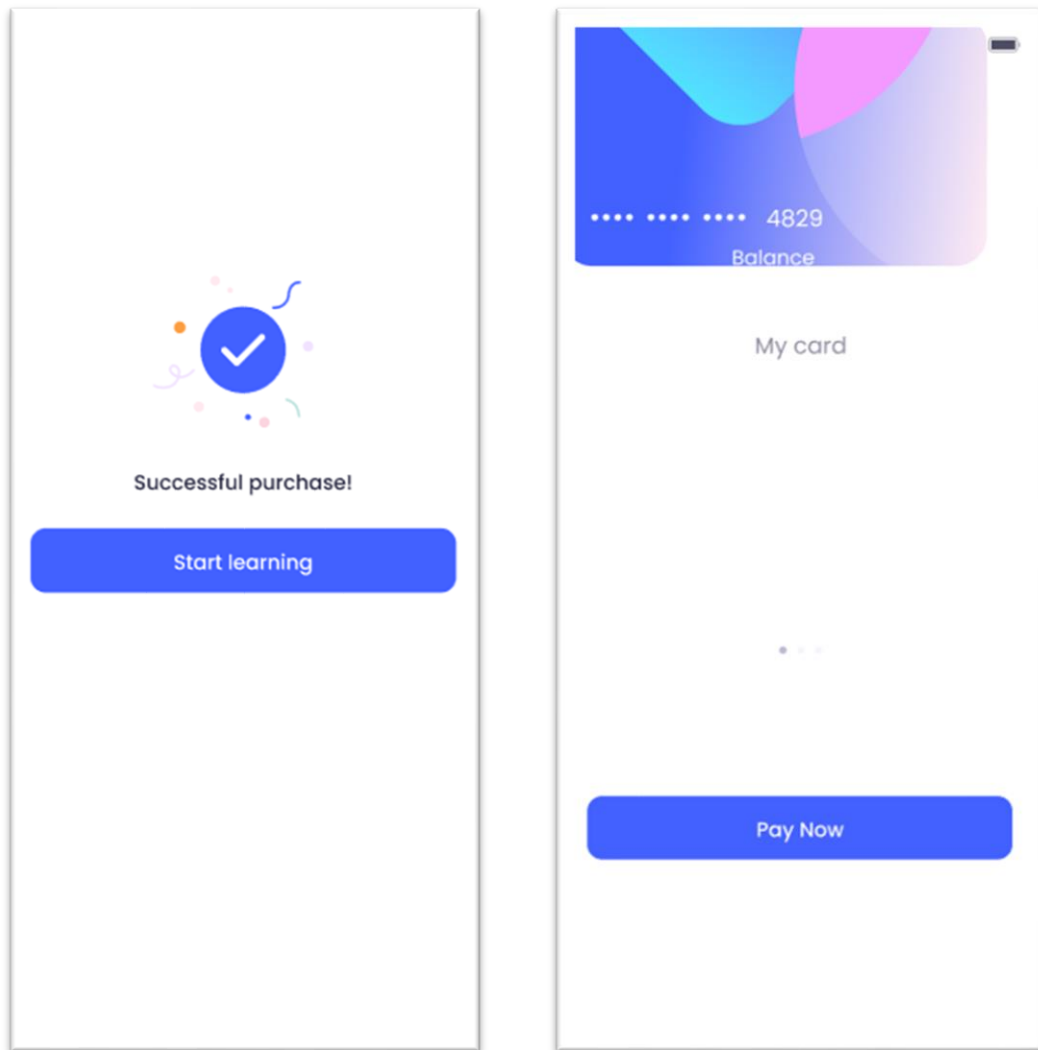 Successful purchase!
Start learning
•••• •••• •••• 4829
Balance
My card
Pay Now